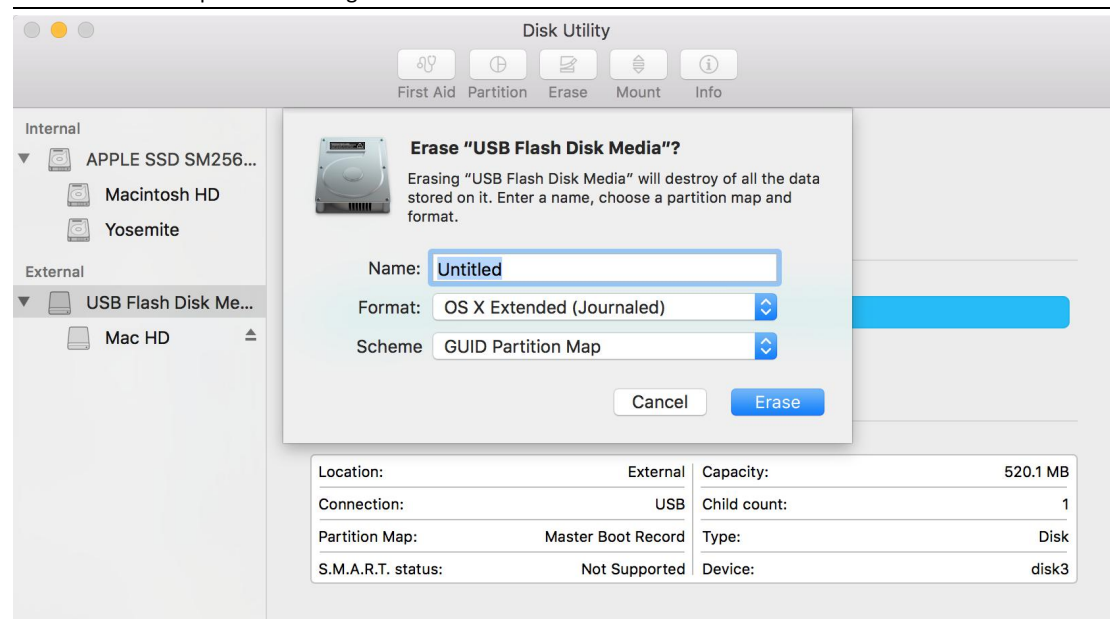 Disk Utility
First Aid Partition Erase Mount Info
Internal
APPLE SSD SM256...
Macintosh HD
Yosemite
External
USB Flash Disk Me...
Mac HD
Erase “USB Flash Disk Media”?
Erasing “USB Flash Disk Media” will destroy of all the data
stored on it. Enter a name, choose a partition map and
format.
Name: Untitled
Format: OS X Extended (Journaled)
Scheme GUID Partition Map
Cancel Erase
Location: External Capacity: 520.1 MB
Connection: USB Child count: 1
Partition Map: Master Boot Record Type: Disk
S.M.A.R.T. status: Not Supported Device: disk3